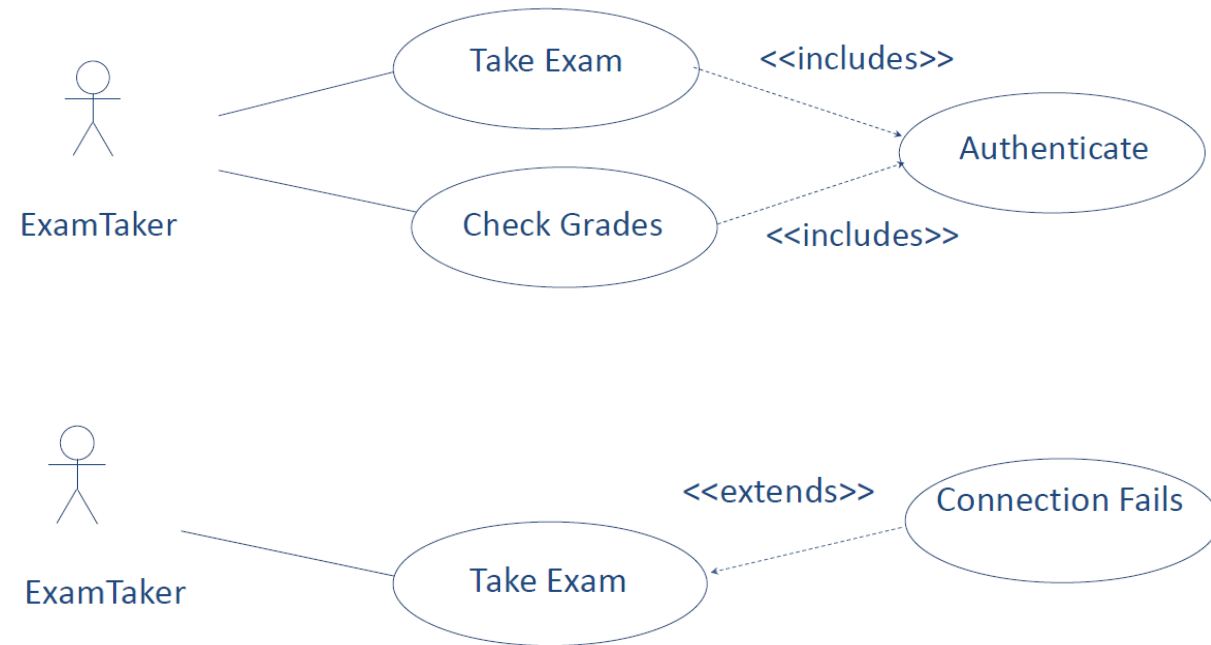 Take Exam
<<includes>>
Authenticate
ExamTaker
Check Grades
<<includes>>
<<extends>>
Connection Fails
Take Exam
ExamTaker